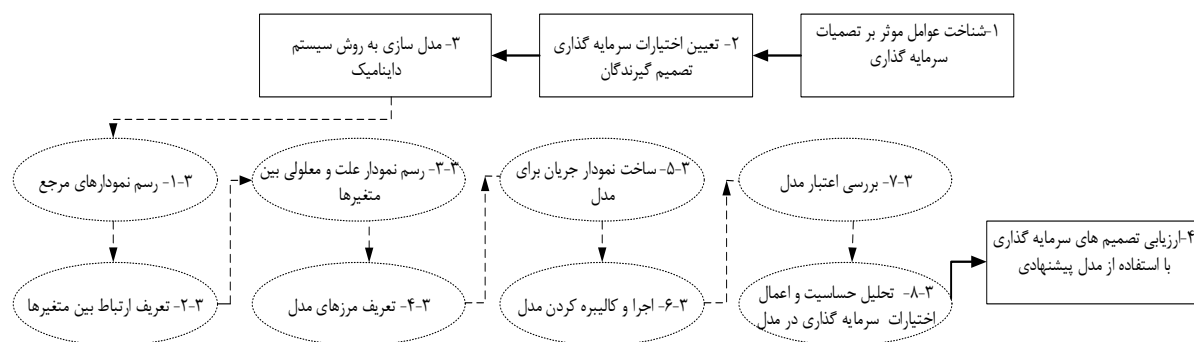 ۱-شناخت عوامل موثر بر تصمیات
سرمایه گذاری
۲- تعیین اختیارات سرمایه گذاری
تصمیم گیرندگان
۳- مدل سازی به روش سیستم
داینامیک
۳-۱- رسم نمودارهای مرجع
۳-۲- تعریف ارتباط بین متغیرها
۳-۳- رسم نمودار علت و معلولی بین
متغیرها
۳-۴- تعریف مرزهای مدل
۳-۵- ساخت نمودار جریان برای
مدل
۳-۶- اجرا و کالیبره کردن مدل
۳-۷- بررسی اعتبار مدل
۳-۸- تحلیل حساسیت و اعمال
اختیارات سرمایه گذاری در مدل
۴-ارزیابی تصمیم های سرمایه گذاری
با استفاده از مدل پیشنهادی